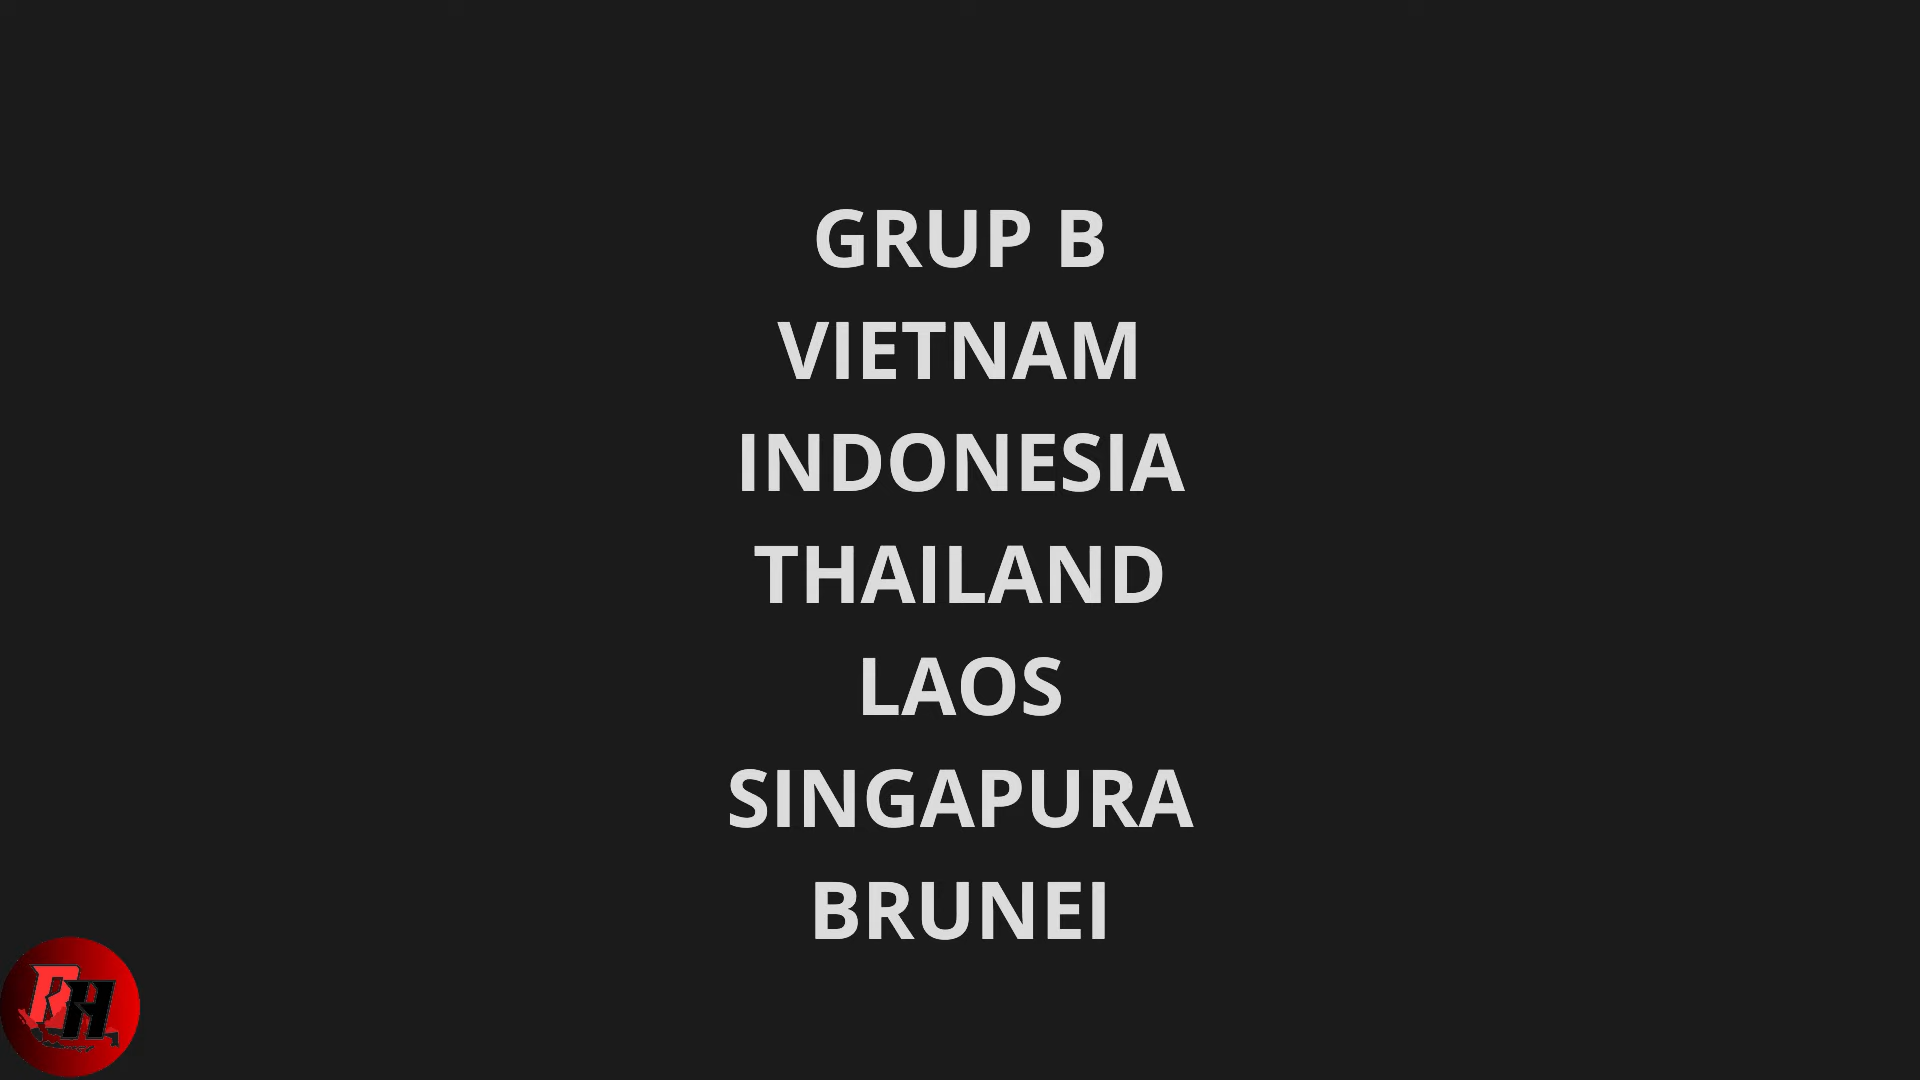 GRUP B
VIETNAM
INDONESIA
THAILAND
LAOS
SINGAPURA
BRUNEI